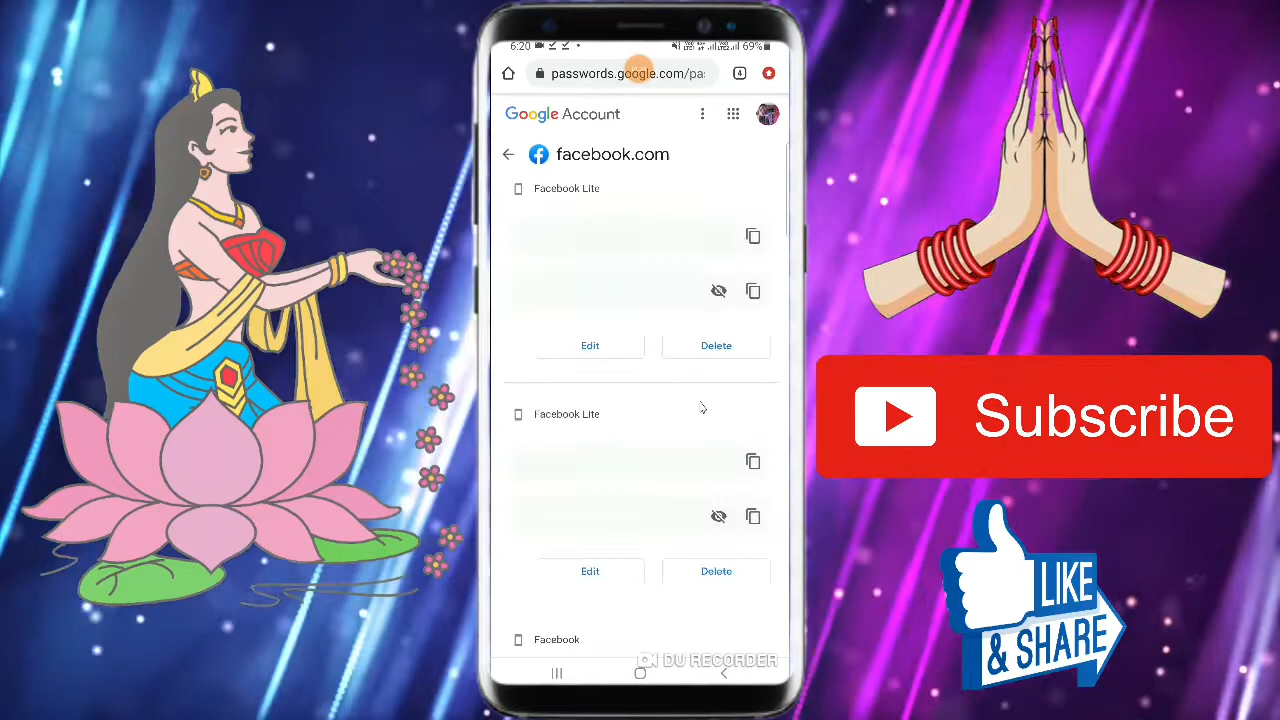 6:20
69%
passwords.google.com/pa
4
Google Account
facebook.com
Facebook Lite
Edit
Delete
Facebook Lite
Edit
Delete
Facebook
DU RECORDER
Subscribe
LIKE
& SHARE